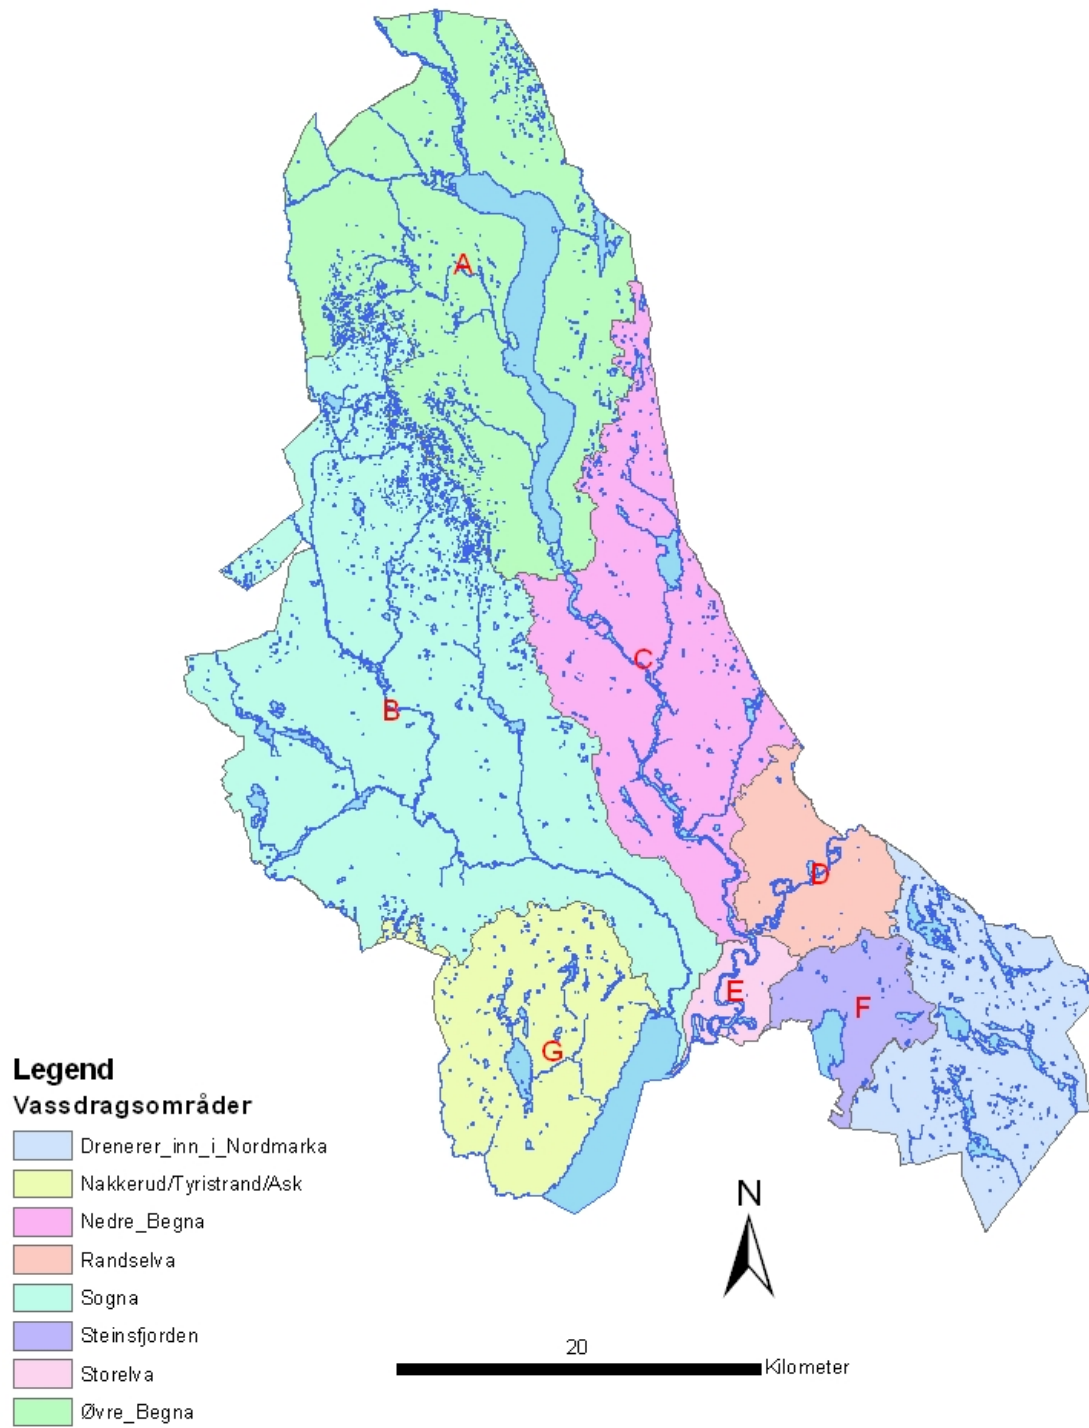 A
C
B
D
E
F
G
Legend
Vassdragsområder
Drenerer_inn_i_Nordmarka
Nakkerud/Tyristrand/Ask
Nedre_Begna
Randselva
Sogna
Steinsfjorden
Storelva
Øvre_Begna
N
20
Kilometer